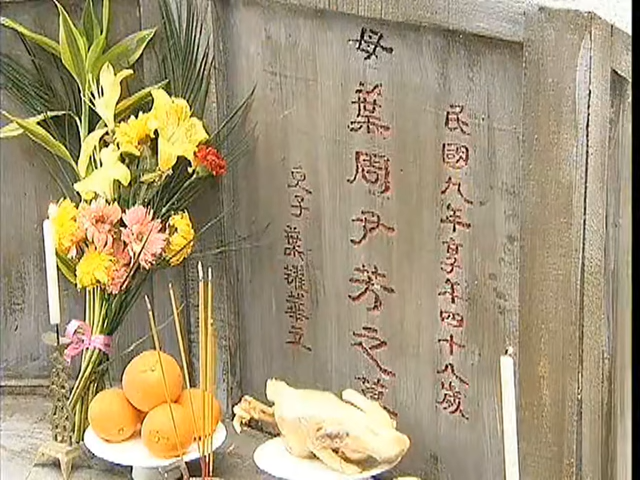 民國九年享年四十八歲
母
葉周尹芳之墓
子葉耀華立